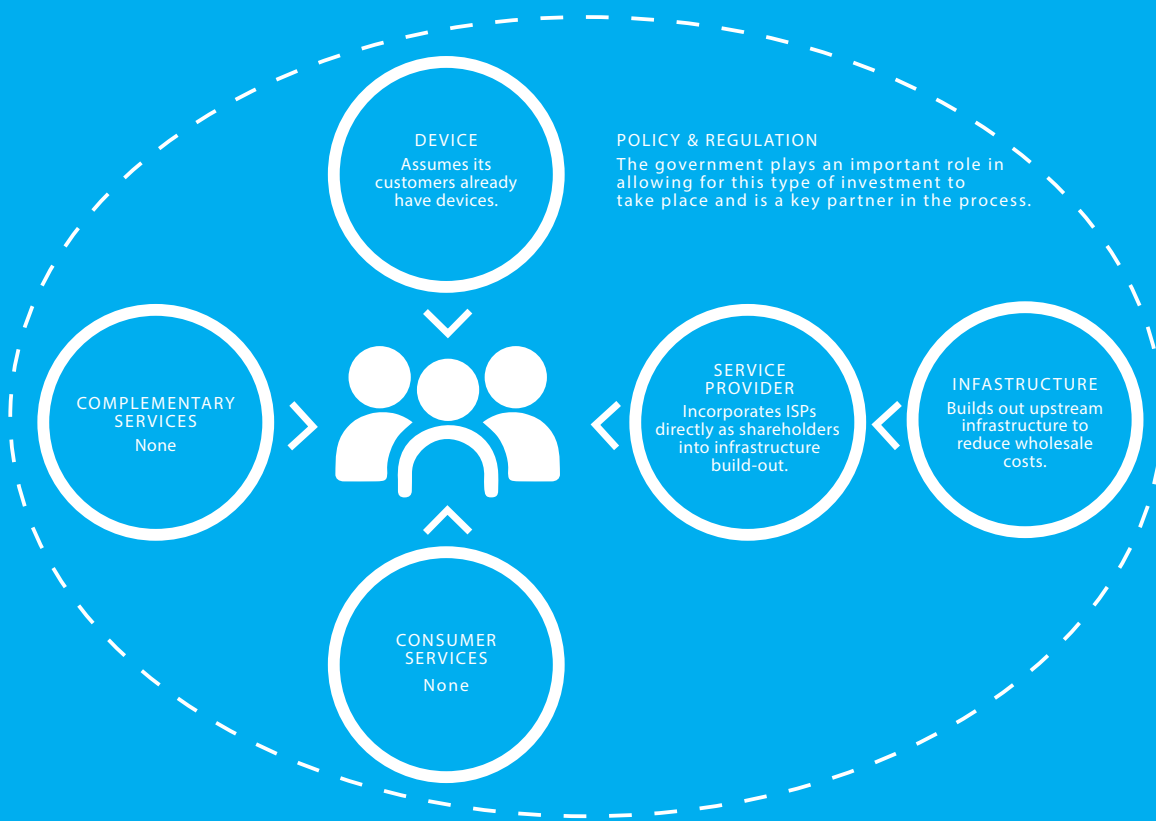 DEVICE
Assumes its
customers already
have devices.
POLICY & REGULATION
The government plays an important role in
allowing for this type of investment to
take place and is a key partner in the process.
COMPLEMENTARY
SERVICES
None
SERVICE
PROVIDER
Incorporates ISPs
directly as shareholders
into infrastructure
build-out.
INFASTRUCTURE
Builds out upstream
infrastructure to
reduce wholesale
costs.
CONSUMER
SERVICES
None